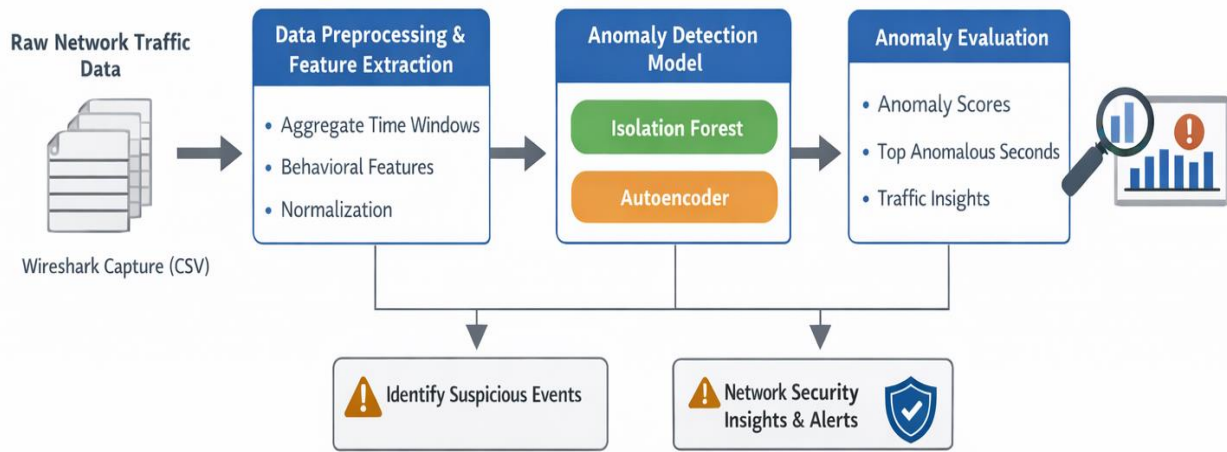 Raw Network Traffic
Data
Wireshark Capture (CSV)
Data Preprocessing &
Feature Extraction
• Aggregate Time Windows
• Behavioral Features
• Normalization
Anomaly Detection
Model
Isolation Forest
Autoencoder
Anomaly Evaluation
• Anomaly Scores
• Top Anomalous Seconds
• Traffic Insights
Identify Suspicious Events
Network Security
Insights & Alerts